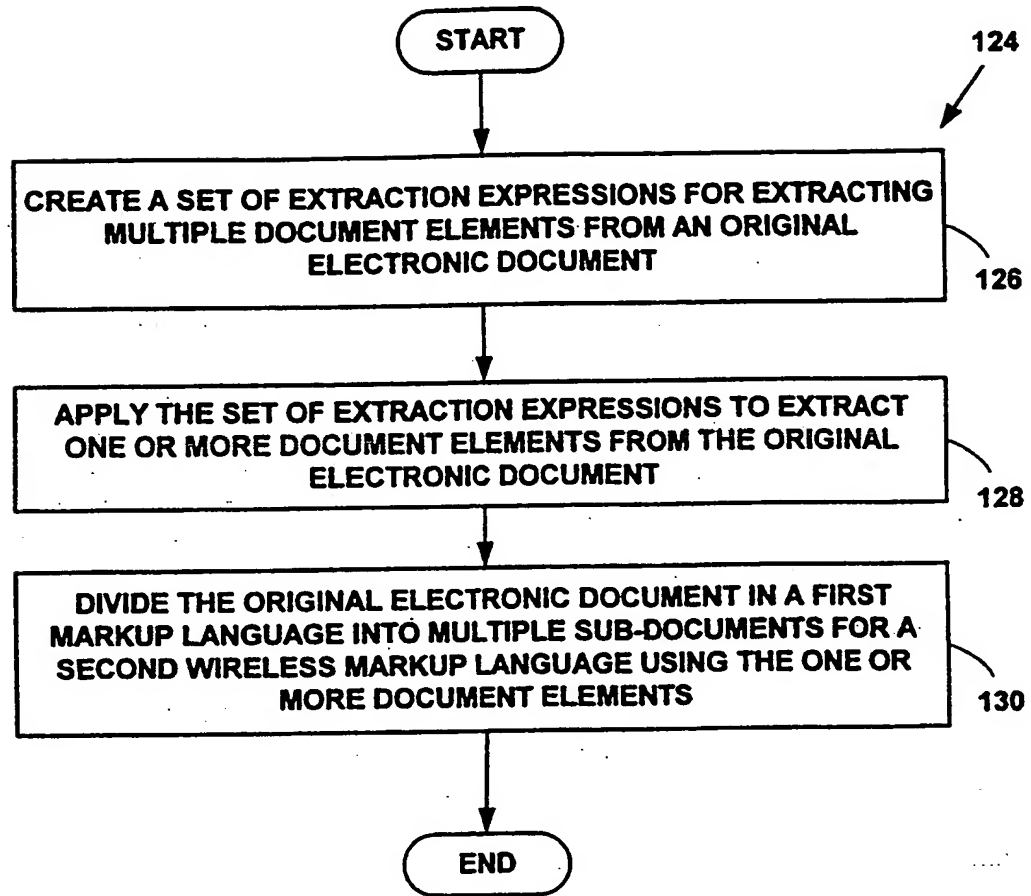 START
124
CREATE A SET OF EXTRACTION EXPRESSIONS FOR EXTRACTING
MULTIPLE DOCUMENT ELEMENTS FROM AN ORIGINAL
ELECTRONIC DOCUMENT
126
APPLY THE SET OF EXTRACTION EXPRESSIONS TO EXTRACT
ONE OR MORE DOCUMENT ELEMENTS FROM THE ORIGINAL
ELECTRONIC DOCUMENT
128
DIVIDE THE ORIGINAL ELECTRONIC DOCUMENT IN A FIRST
MARKUP LANGUAGE INTO MULTIPLE SUB-DOCUMENTS FOR A
SECOND WIRELESS MARKUP LANGUAGE USING THE ONE OR
MORE DOCUMENT ELEMENTS
130
END